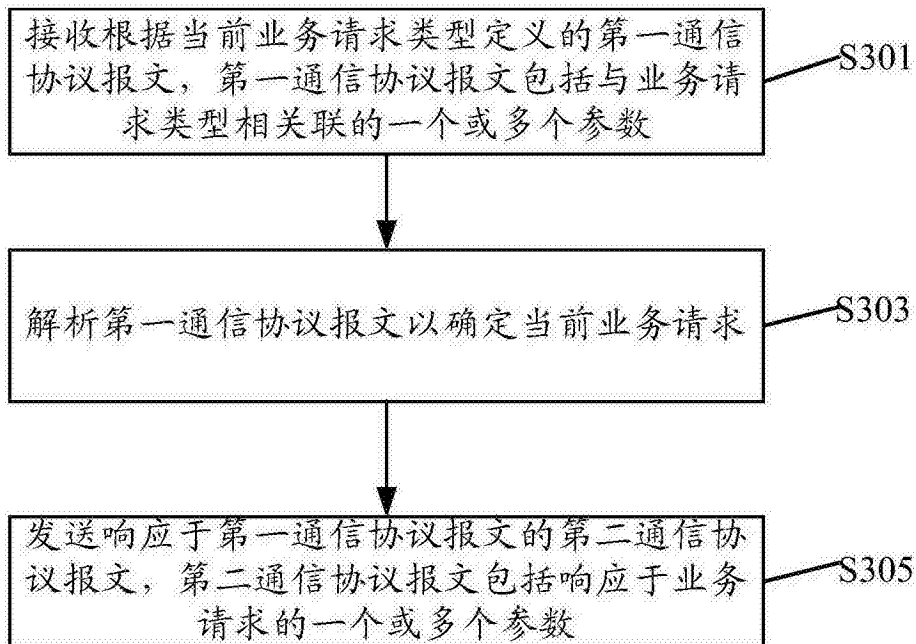 接收根据当前业务请求类型定义的第一通信
协议报文，第一通信协议报文包括与业务请
求类型相关联的一个或多个参数
S301
解析第一通信协议报文以确定当前业务请求
S303
发送响应于第一通信协议报文的第二通信协
议报文，第二通信协议报文包括响应于业务
请求的一个或多个参数
S305